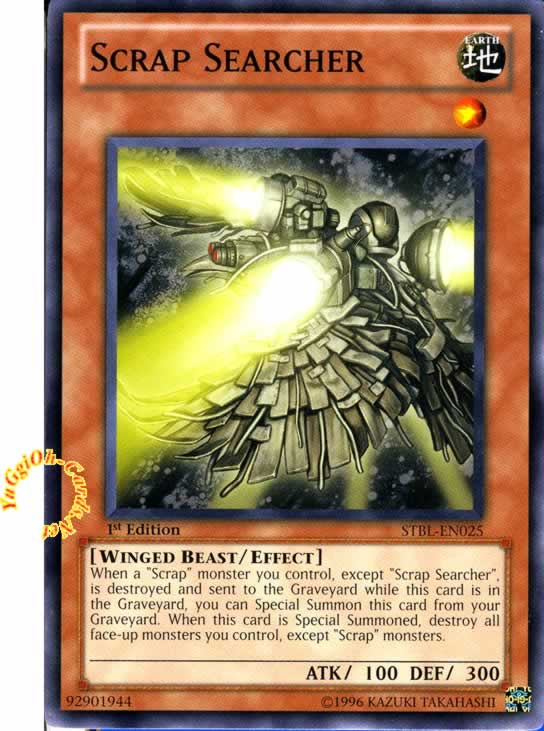 SCRAP SEARCHER
EARTH
地
YuGgiOh-Cards.Net
1st Edition
STBL-EN025
[WINGED BEAST/EFFECT]
When a "Scrap" monster you control, except "Scrap Searcher",
is destroyed and sent to the Graveyard while this card is in
the Graveyard, you can Special Summon this card from your
Graveyard. When this card is Special Summoned, destroy all
face-up monsters you control, except "Scrap" monsters.
ATK/ 100 DEF/ 300
92901944
©1996 KAZUKI TAKAHASHI